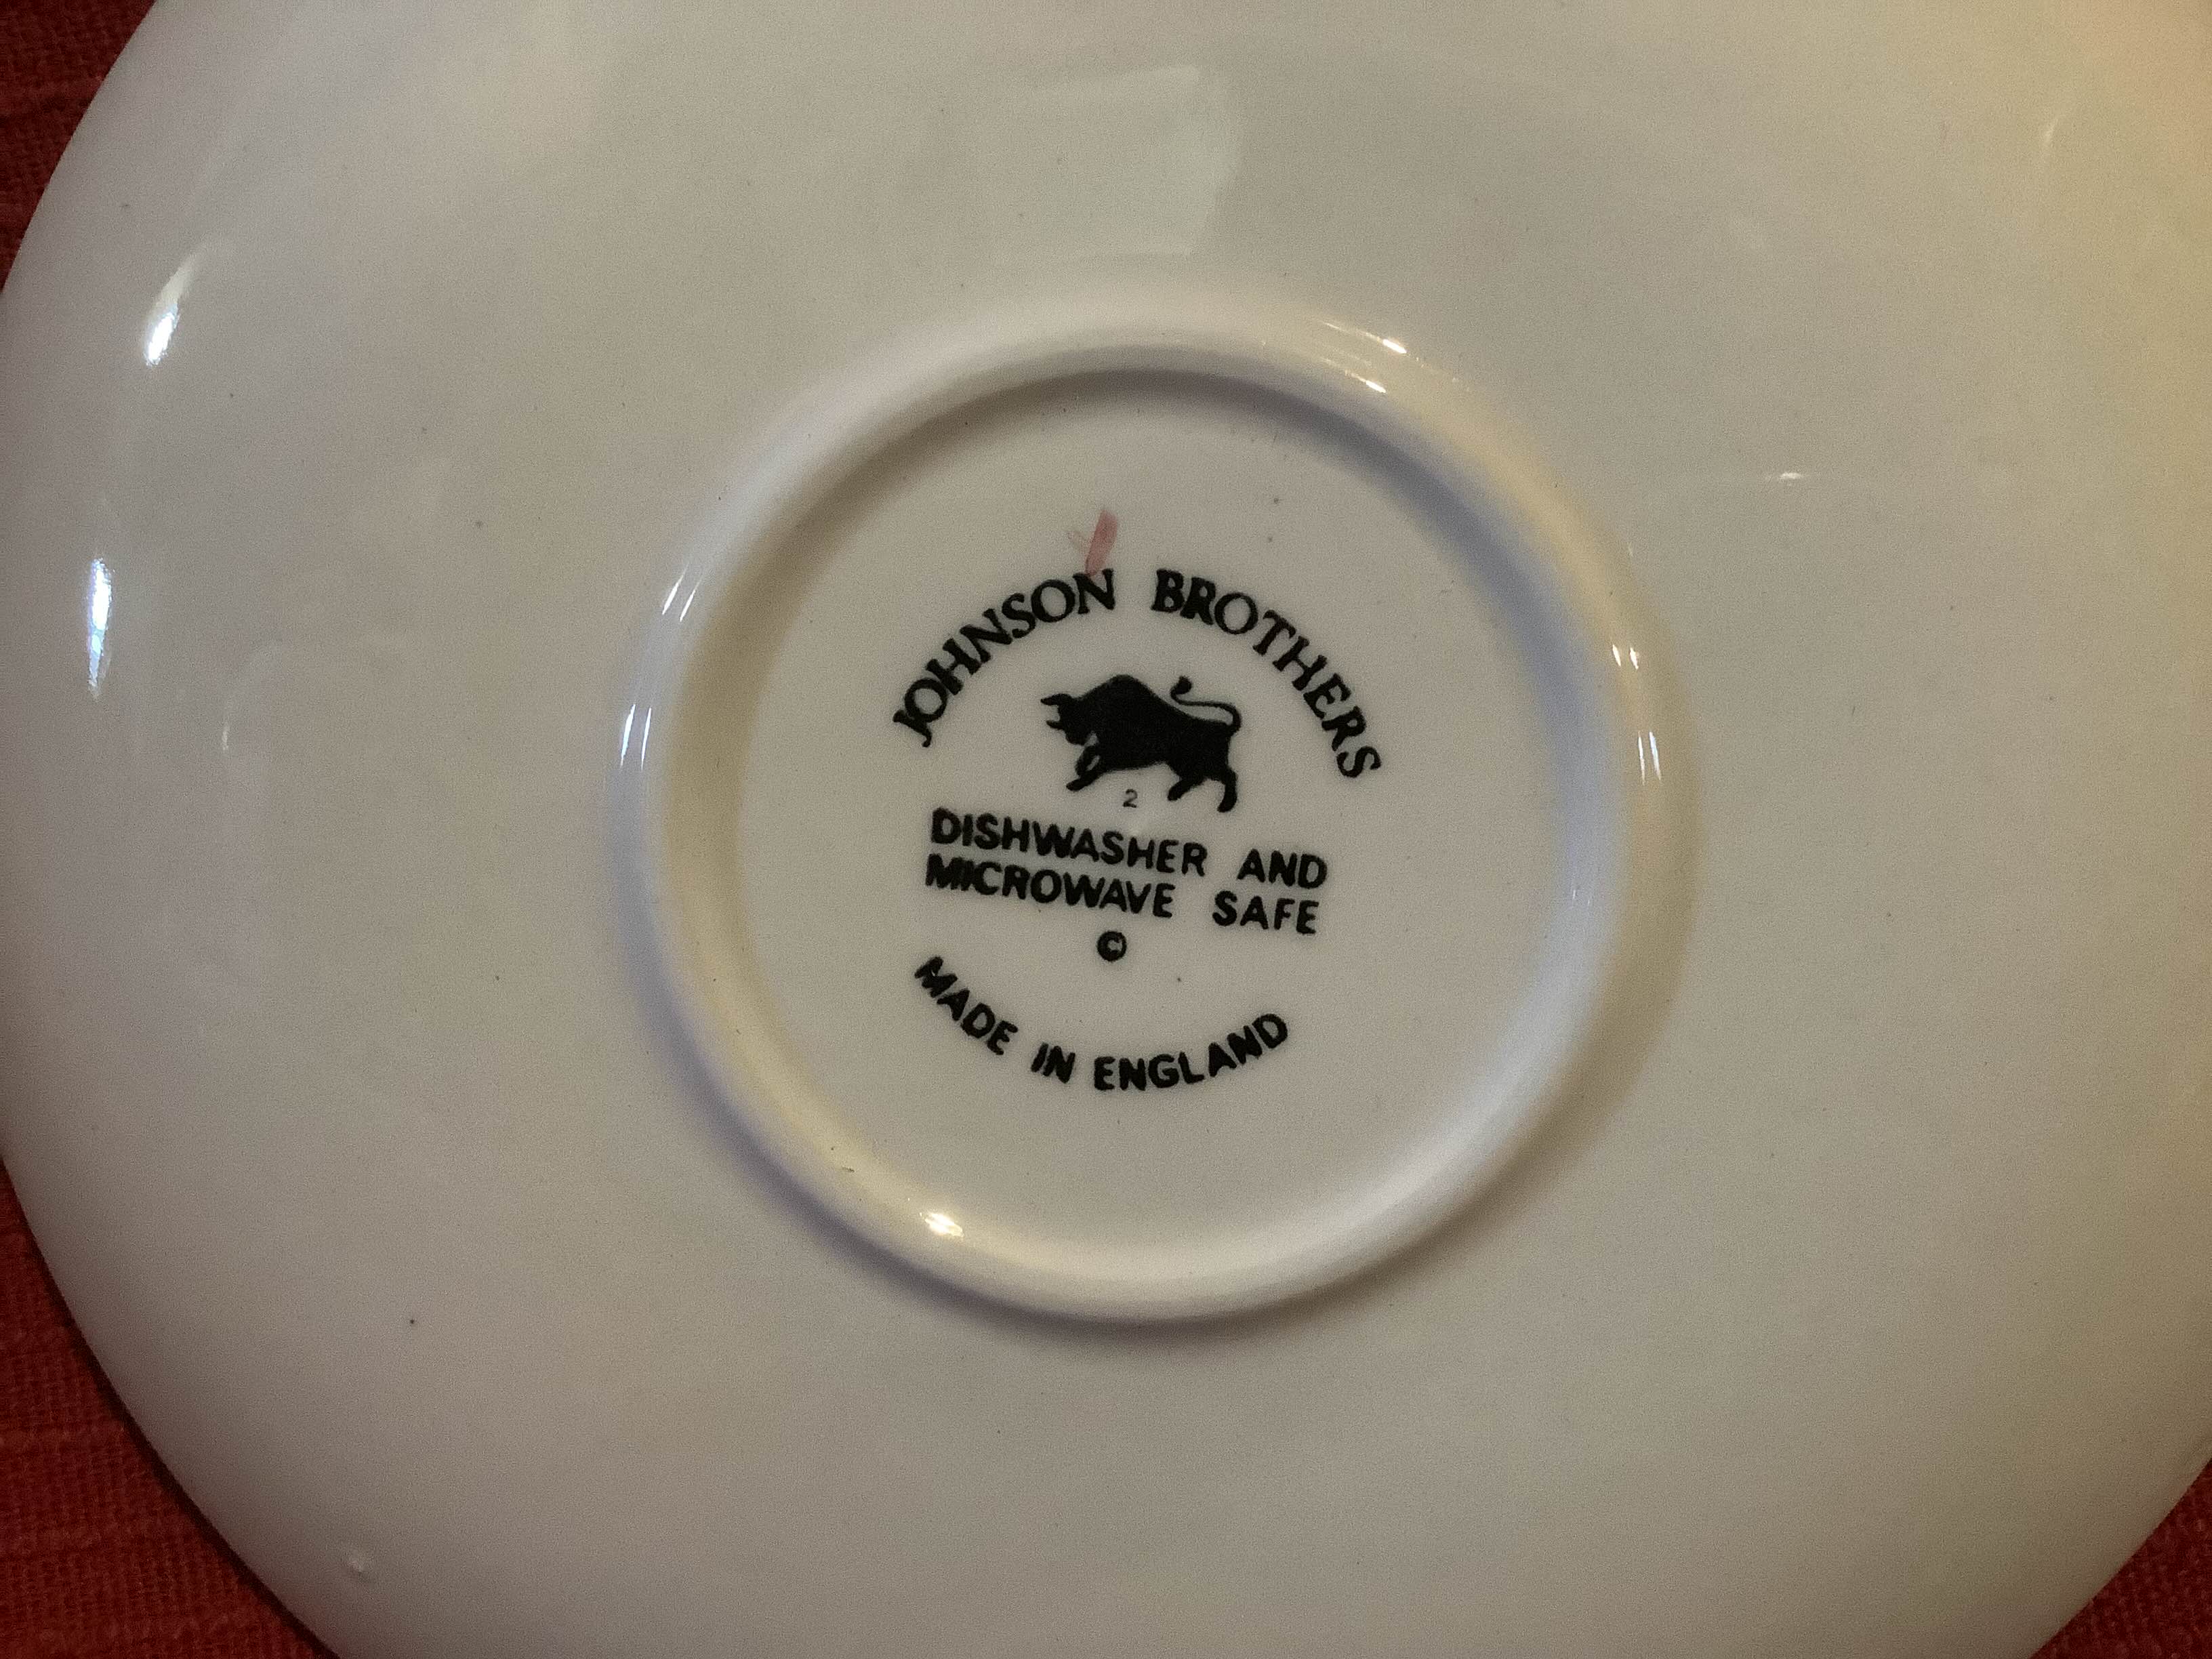 JOHNSON BROTHERS
2
DISHWASHER AND
MICROWAVE SAFE
©
MADE IN ENGLAND